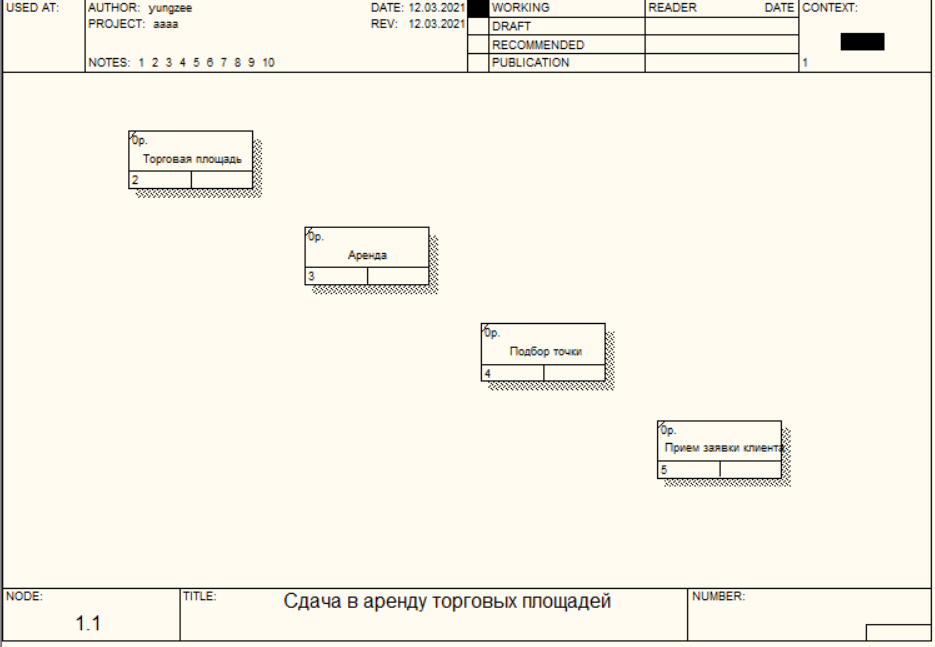 USED AT: AUTHOR: yungzee DATE: 12.03.2021 WORKING READER DATE CONTEXT:
PROJECT: aaaa REV: 12.03.2021 DRAFT
RECOMMENDED
NOTES: 1 2 3 4 5 6 7 8 9 10 PUBLICATION 1
0р.
Торговая площадь
2
0р.
Аренда
3
0р.
Подбор точки
4
0р.
Прием заявки клиента
5
NODE: TITLE: Сдача в аренду торговых площадей NUMBER:
1.1